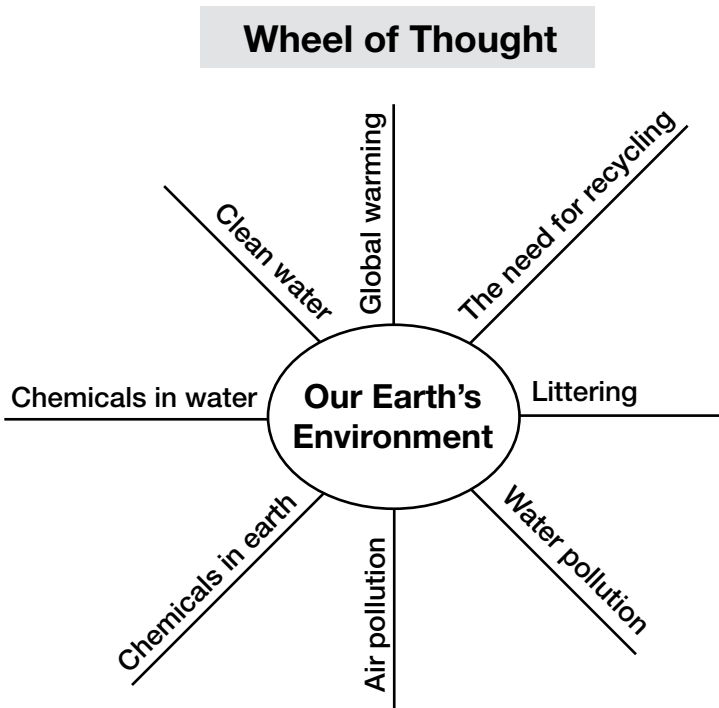 Wheel of Thought
Global warming
The need for recycling
Clean water
Chemicals in water
Our Earth's
Environment
Littering
Chemicals in earth
Air pollution
Water pollution